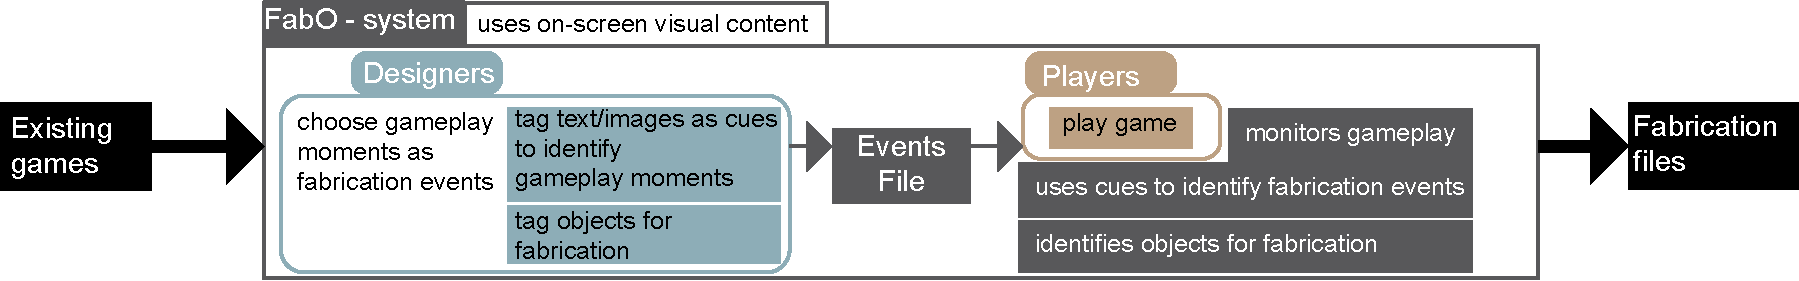 FabO - system
uses on-screen visual content
Existing
games
Designers
choose gameplay
moments as
fabrication events
tag text/images as cues
to identify
gameplay moments
tag objects for
fabrication
Events
File
Players
play game
monitors gameplay
uses cues to identify fabrication events
identifies objects for fabrication
Fabrication
files